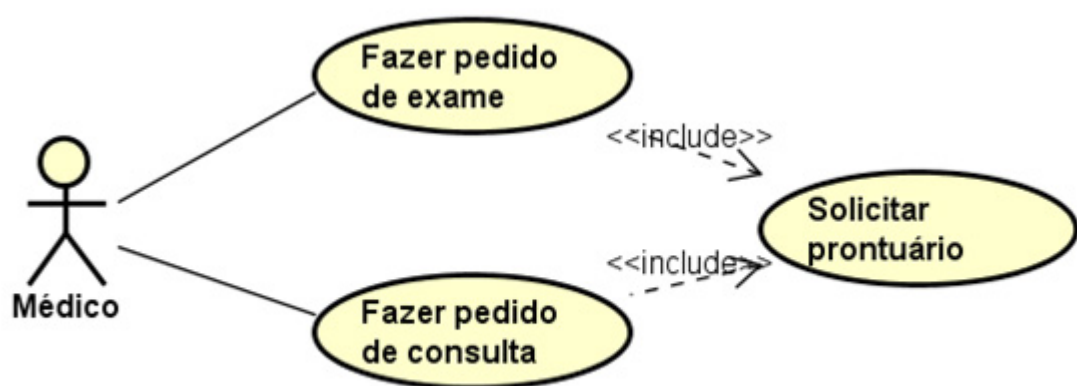 Fazer pedido
de exame
<<include>>
Solicitar
prontuário
<<include>>
Médico
Fazer pedido
de consulta